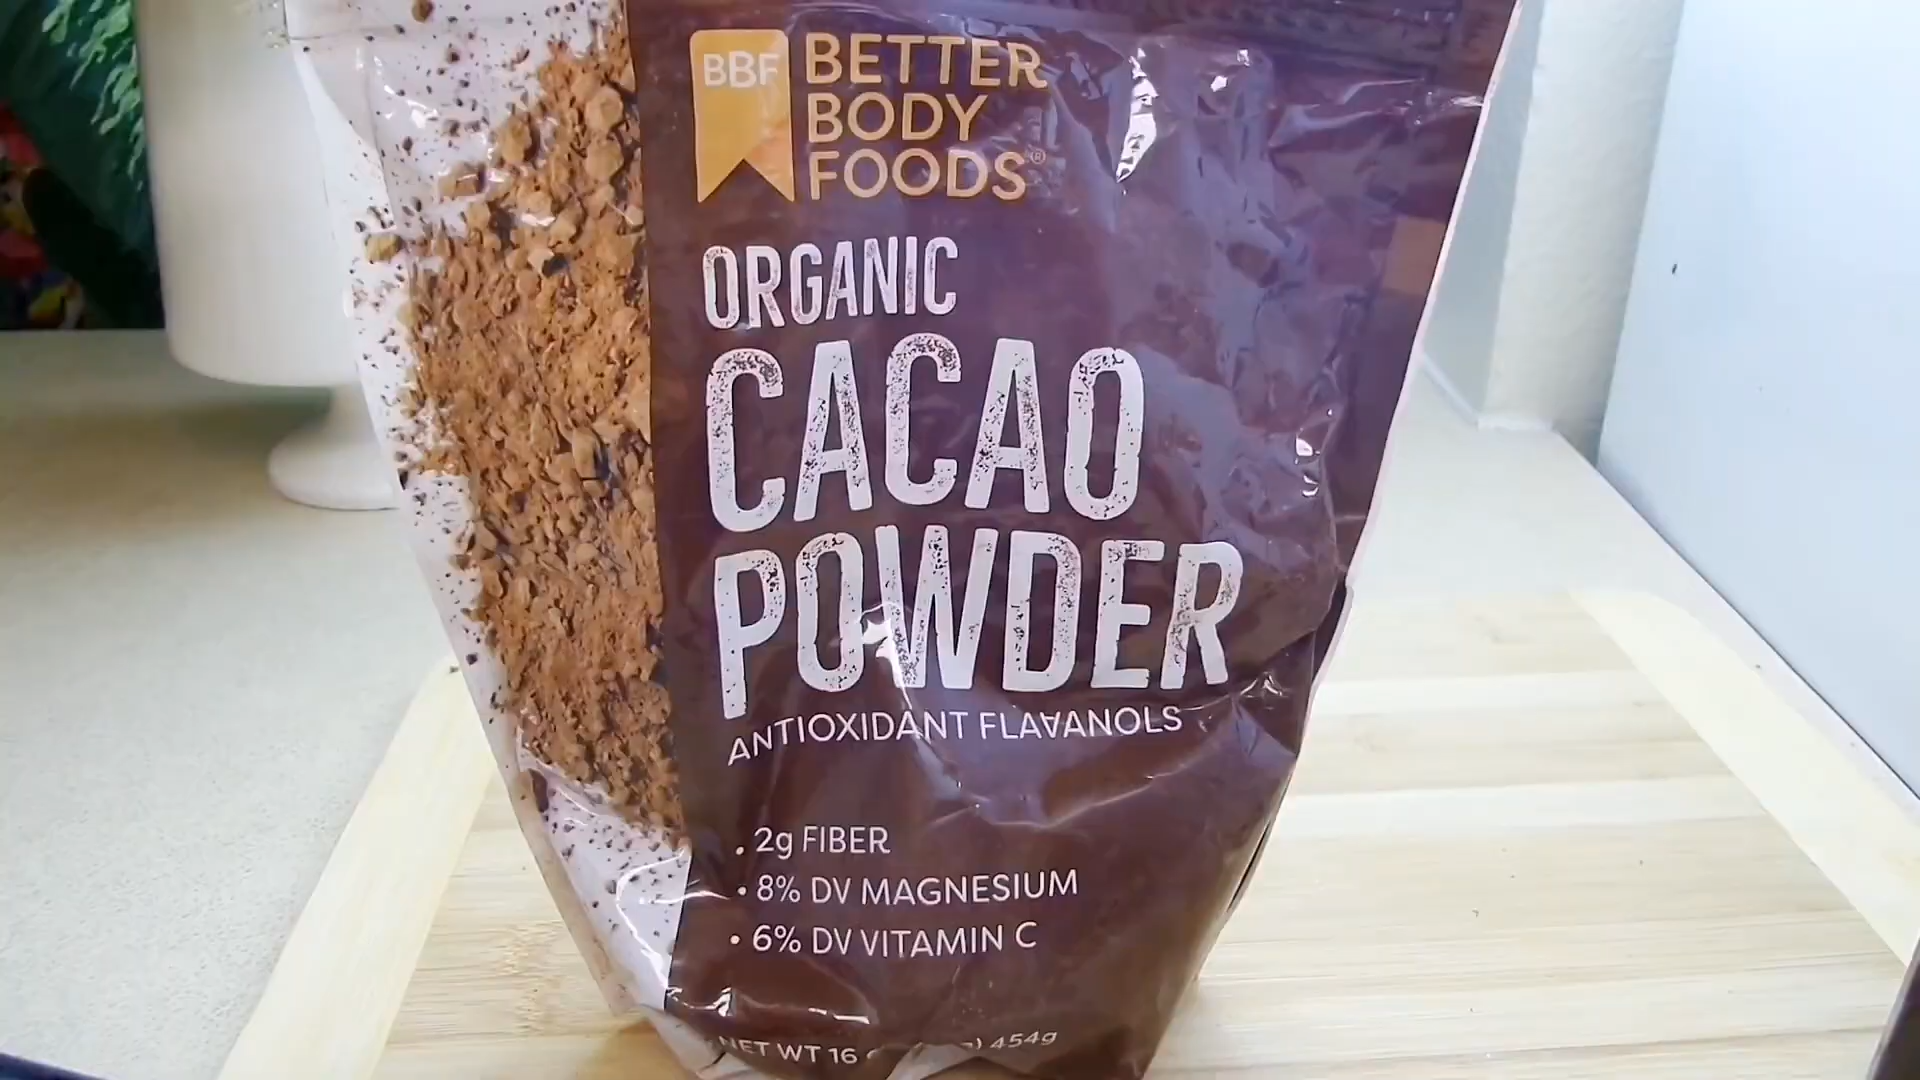 BBF
BETTER
BODY
FOODS®
ORGANIC
CACAO
POWDER
ANTIOXIDANT FLAVANOLS
• 2g FIBER
• 8% DV MAGNESIUM
• 6% DV VITAMIN C
NET WT 16 454g